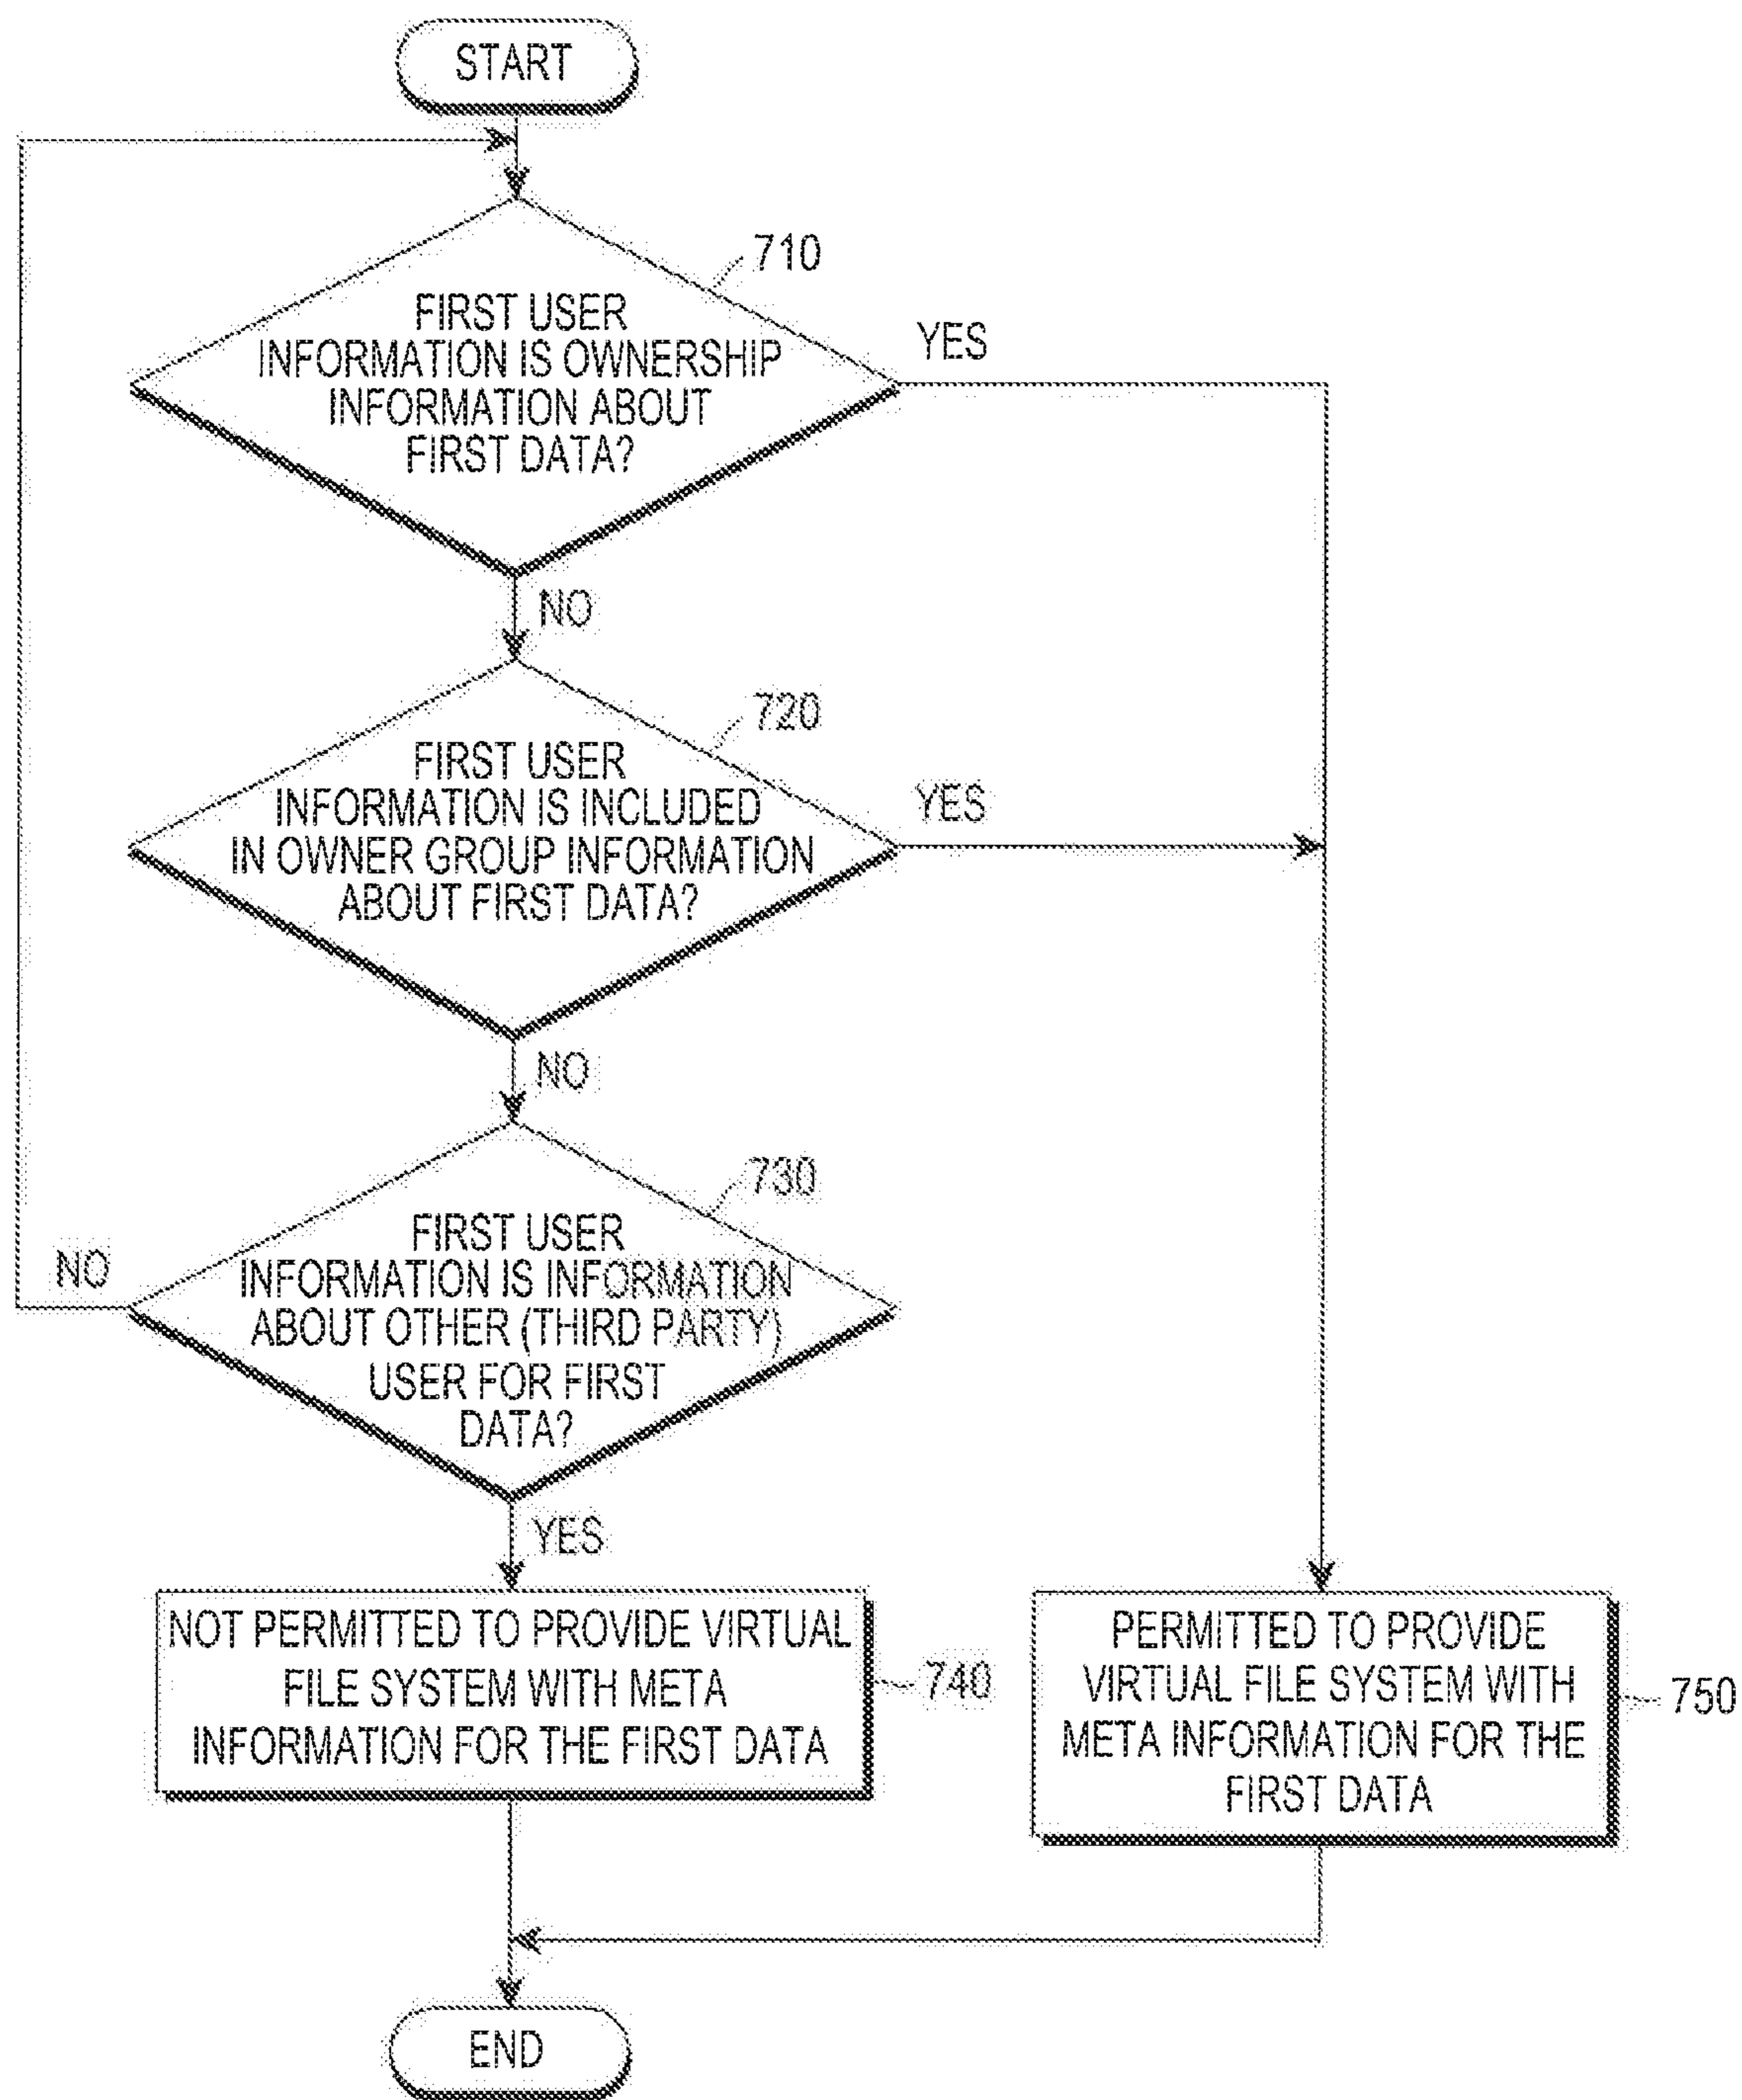 START
710
FIRST USER
INFORMATION IS OWNERSHIP
INFORMATION ABOUT
FIRST DATA?
YES
NO
720
FIRST USER
INFORMATION IS INCLUDED
IN OWNER GROUP INFORMATION
ABOUT FIRST DATA?
YES
NO
730
FIRST USER
INFORMATION IS INFORMATION
ABOUT OTHER (THIRD PARTY)
USER FOR FIRST
DATA?
NO
YES
NOT PERMITTED TO PROVIDE VIRTUAL
FILE SYSTEM WITH META
INFORMATION FOR THE FIRST DATA
740
PERMITTED TO PROVIDE
VIRTUAL FILE SYSTEM WITH
META INFORMATION FOR THE
FIRST DATA
750
END